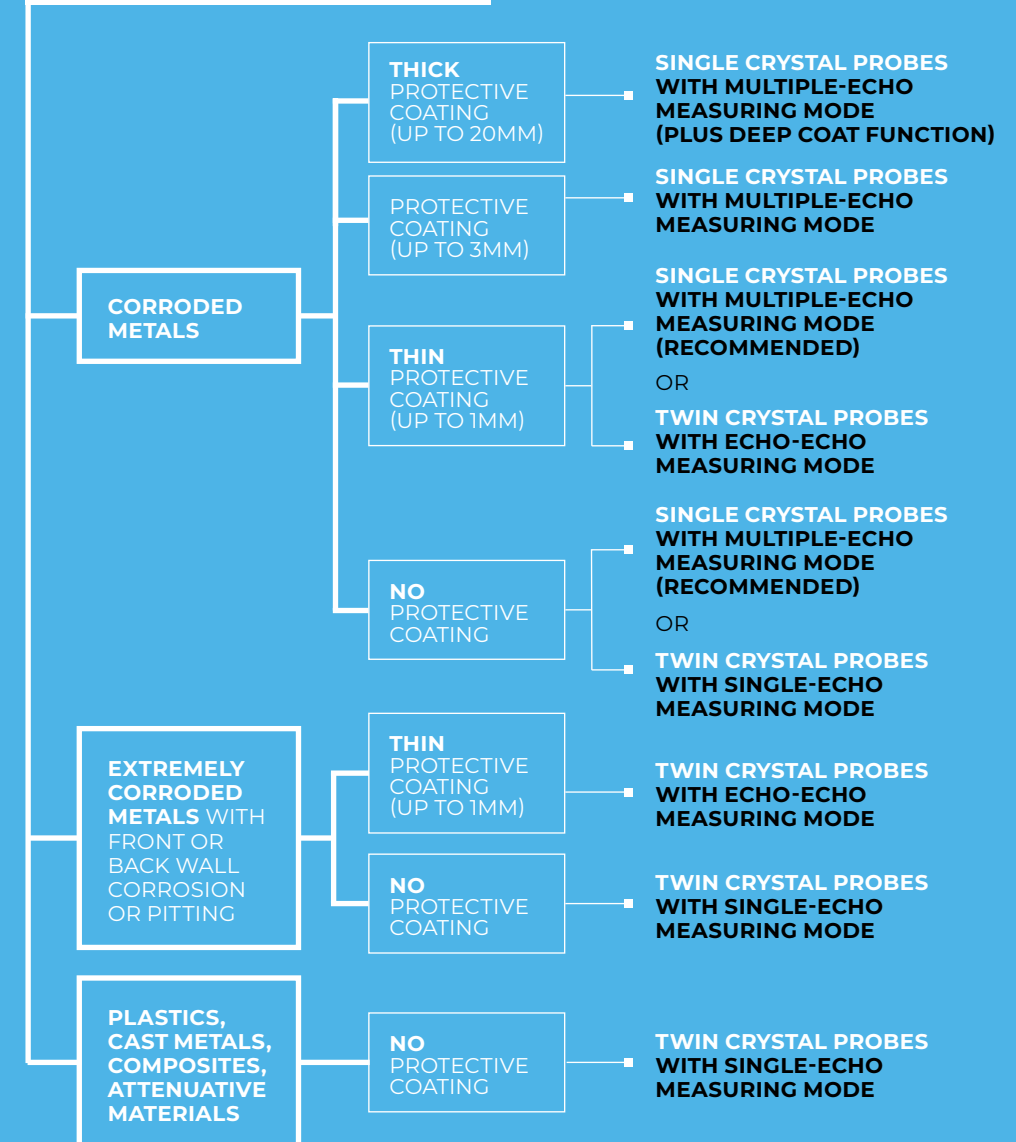 CORRODED
METALS
THICK
PROTECTIVE
COATING
(UP TO 20MM)
SINGLE CRYSTAL PROBES
WITH MULTIPLE-ECHO
MEASURING MODE
(PLUS DEEP COAT FUNCTION)
PROTECTIVE
COATING
(UP TO 3MM)
SINGLE CRYSTAL PROBES
WITH MULTIPLE-ECHO
MEASURING MODE
THIN
PROTECTIVE
COATING
(UP TO 1MM)
SINGLE CRYSTAL PROBES
WITH MULTIPLE-ECHO
MEASURING MODE
(RECOMMENDED)
OR
TWIN CRYSTAL PROBES
WITH ECHO-ECHO
MEASURING MODE
NO
PROTECTIVE
COATING
SINGLE CRYSTAL PROBES
WITH MULTIPLE-ECHO
MEASURING MODE
(RECOMMENDED)
OR
TWIN CRYSTAL PROBES
WITH SINGLE-ECHO
MEASURING MODE
EXTREMELY
CORRODED
METALS WITH
FRONT OR
BACK WALL
CORROSION
OR PITTING
THIN
PROTECTIVE
COATING
(UP TO 1MM)
TWIN CRYSTAL PROBES
WITH ECHO-ECHO
MEASURING MODE
NO
PROTECTIVE
COATING
TWIN CRYSTAL PROBES
WITH SINGLE-ECHO
MEASURING MODE
PLASTICS,
CAST METALS,
COMPOSITES,
ATTENUATIVE
MATERIALS
NO
PROTECTIVE
COATING
TWIN CRYSTAL PROBES
WITH SINGLE-ECHO
MEASURING MODE